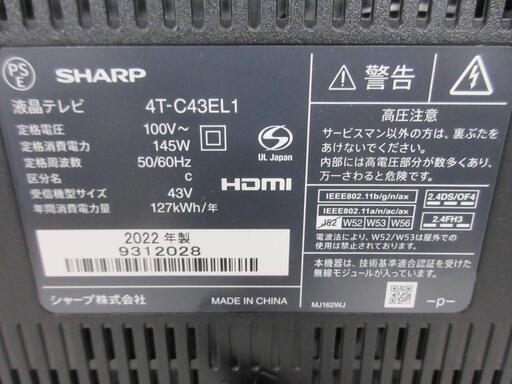 PS
E
SHARP
液晶テレビ 4T-C43EL1
定格電圧 100V~
定格消費電力 145W
定格周波数 50/60Hz
区分名 c
受信機型サイズ 43V
年間消費電力量 127kWh/年
UL Japan
HDMI
2022 年製
9312028
シャープ株式会社
MADE IN CHINA
警告
高圧注意
サービスマン以外の方は、裏ぶたを
あけないでください。
内部には高電圧部分が数多くあり、
万一さわると危険です。
IEEE802.11b/g/n/ax
IEEE802.11a/n/ac/ax
J52 W52 W53 W56
2.4DS/OF4
2.4FH3
電波法により、W52/W53は屋外での
使用は禁じられています。
本機器は、技術基準適合認証を受けた
無線モジュールが入っています。
MJ162WJ
-p-